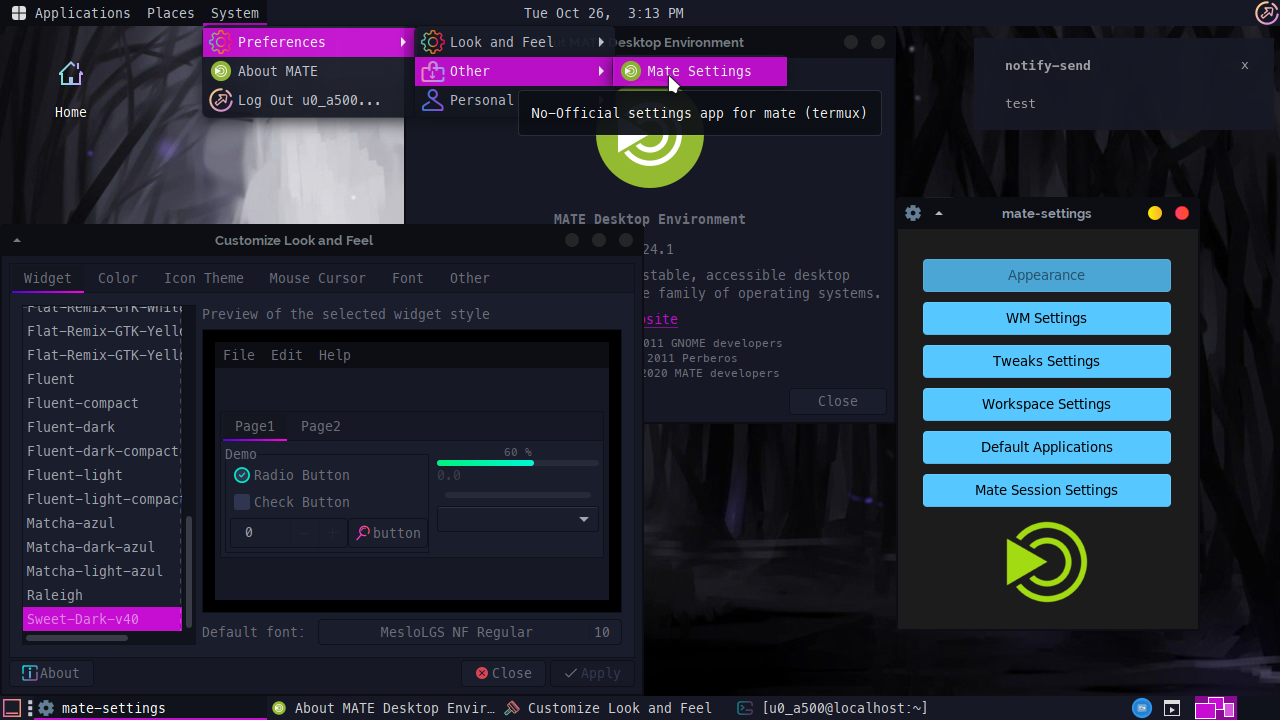 Applications Places System
Tue Oct 26, 3:13 PM
Preferences
About MATE
Log Out u0_a500...
Look and Feel
Other
Personal
Mate Settings
No-Official settings app for mate (termux)
Desktop Environment
notify-send x
test
Home
MATE Desktop Environment
24.1
stable, accessible desktop
family of operating systems.
GNOME developers
2011 Perberos
2020 MATE developers
Close
mate-settings
Appearance
WM Settings
Tweaks Settings
Workspace Settings
Default Applications
Mate Session Settings
Customize Look and Feel
Widget Color Icon Theme Mouse Cursor Font Other
Flat-Remix-GTK-Yell
Flat-Remix-GTK-Yell
Fluent
Fluent-compact
Fluent-dark
Fluent-dark-compact
Fluent-light
Fluent-light-compac
Matcha-azul
Matcha-dark-azul
Matcha-light-azul
Raleigh
Sweet-Dark-v40
Preview of the selected widget style
File Edit Help
Page1 Page2
Demo
Radio Button
Check Button
0 - + button
60 %
0.0
Default font: MesloLGS NF Regular 10
About Close Apply
mate-settings About MATE Desktop Envir... Customize Look and Feel [u0_a500@localhost:~]